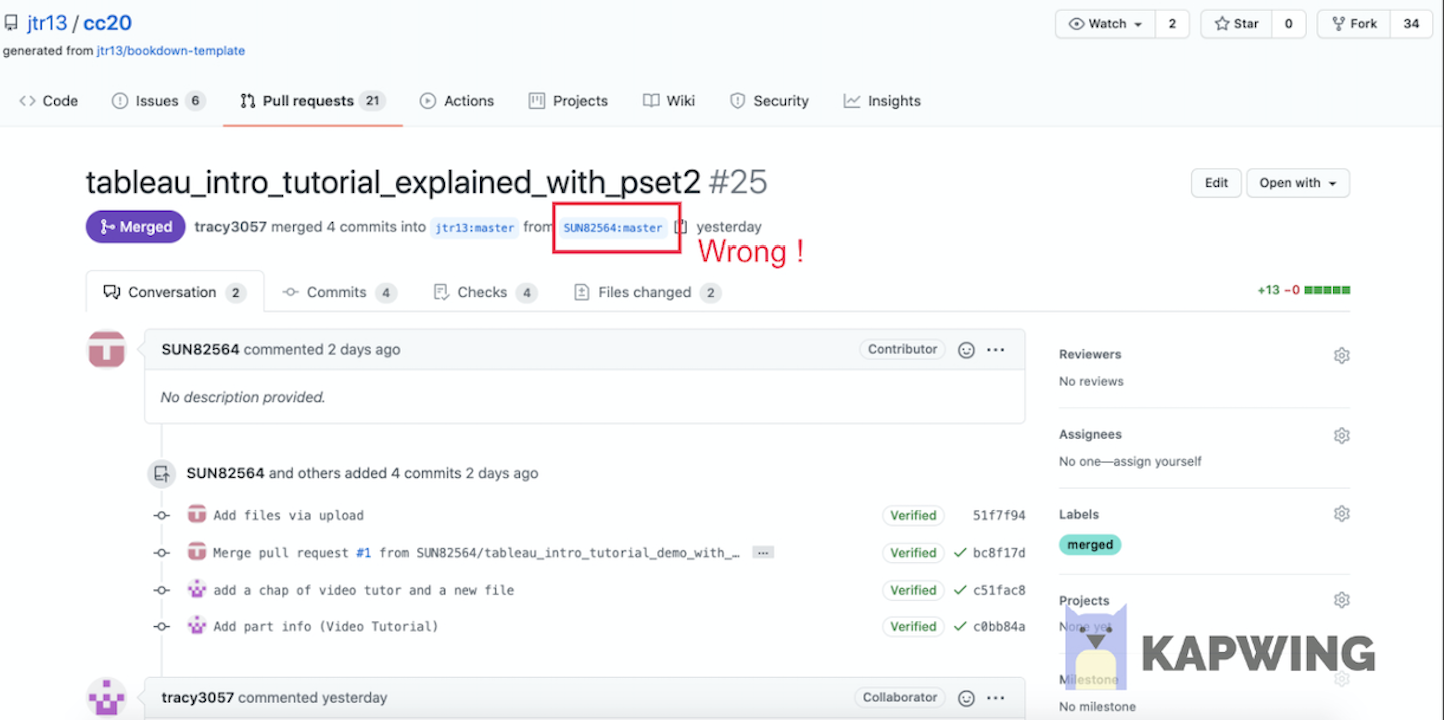 jtr13 / cc20
Watch 2 Star 0 Fork 34
generated from jtr13/bookdown-template
Code Issues 6 Pull requests 21 Actions Projects Wiki Security Insights
tableau_intro_tutorial_explained_with_pset2 #25
Edit Open with
Merged tracy3057 merged 4 commits into jtr13:master from SUN82564:master yesterday
Wrong !
Conversation 2 Commits 4 Checks 4 Files changed 2
+13 −0
SUN82564 commented 2 days ago Contributor
No description provided.
SUN82564 and others added 4 commits 2 days ago
Add files via upload Verified 51f7f94
Merge pull request #1 from SUN82564/tableau_intro_tutorial_demo_with_… Verified bc8f17d
add a chap of video tutor and a new file Verified c51fac8
Add part info (Video Tutorial) Verified c0bb84a
tracy3057 commented yesterday Collaborator
Reviewers
No reviews
Assignees
No one—assign yourself
Labels
merged
Projects
None yet
KAPWING
Milestone
No milestone